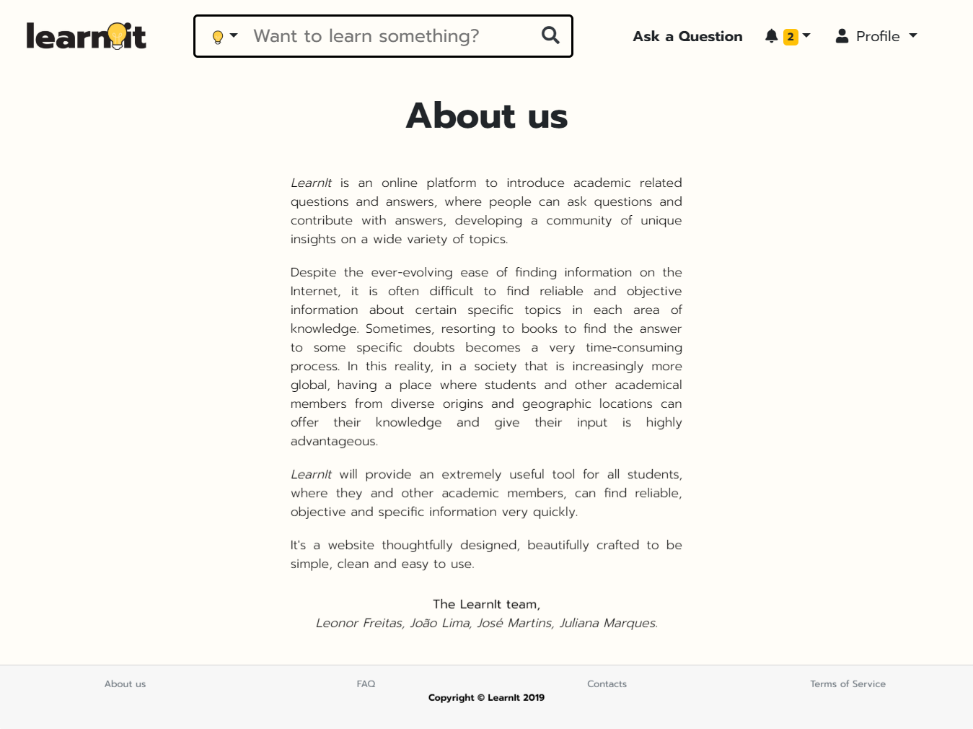 learnit
Want to learn something?
Ask a Question
2
Profile
About us
LearnIt is an online platform to introduce academic related
questions and answers, where people can ask questions and
contribute with answers, developing a community of unique
insights on a wide variety of topics.
Despite the ever-evolving ease of finding information on the
Internet, it is often difficult to find reliable and objective
information about certain specific topics in each area of
knowledge. Sometimes, resorting to books to find the answer
to some specific doubts becomes a very time-consuming
process. In this reality, in a society that is increasingly more
global, having a place where students and other academical
members from diverse origins and geographic locations can
offer their knowledge and give their input is highly
advantageous.
LearnIt will provide an extremely useful tool for all students,
where they and other academic members, can find reliable,
objective and specific information very quickly.
It's a website thoughtfully designed, beautifully crafted to be
simple, clean and easy to use.
The LearnIt team,
Leonor Freitas, João Lima, José Martins, Juliana Marques.
About us
FAQ
Contacts
Terms of Service
Copyright © LearnIt 2019